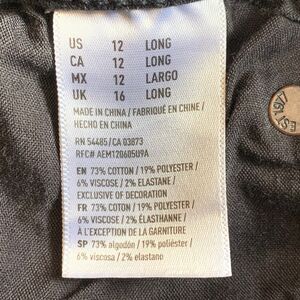 US 12 LONG
CA 12 LONG
MX 12 LARGO
UK 16 LONG
MADE IN CHINA / FABRIQUÉ EN CHINE /
HECHO EN CHINA
RN 54485/ CA 03873
RFC# AEM120605U9A
EN 73% COTTON / 19% POLYESTER /
6% VISCOSE / 2% ELASTANE /
EXCLUSIVE OF DECORATION
FR 73% COTON / 19% POLYESTER /
6% VISCOSE / 2% ÉLASTHANNE /
À L'EXCEPTION DE LA GARNITURE
SP 73% algodón / 19% poliéster /
6% viscosa / 2% elastano
EST. 1977